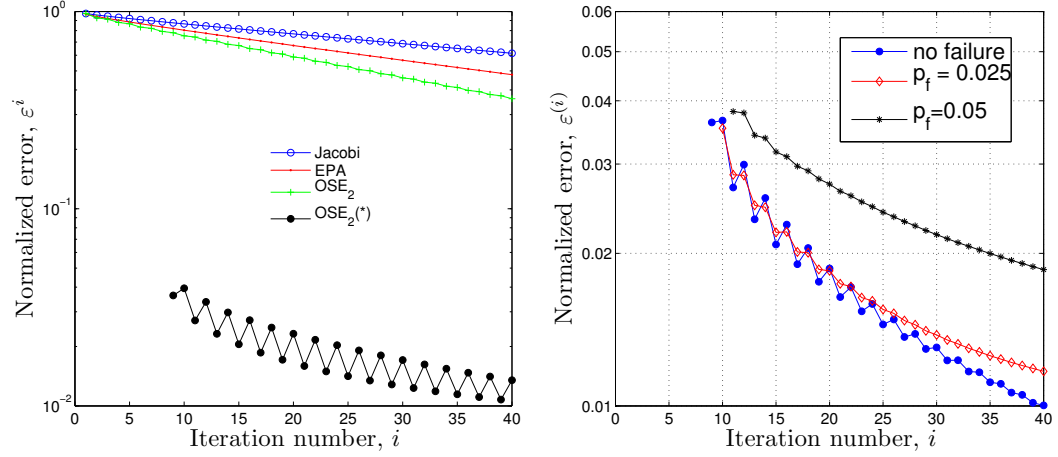 10^0
10^-1
10^-2
Normalized error, ε^i
Jacobi
EPA
OSE_2
OSE_2(*)
0 10 20 30 40
5 15 25 35
Iteration number, i
0.06
0.05
0.04
0.03
0.02
0.01
Normalized error, ε^(i)
no failure
p_f = 0.025
p_f=0.05
0 5 10 15 20 25 30 35 40
Iteration number, i